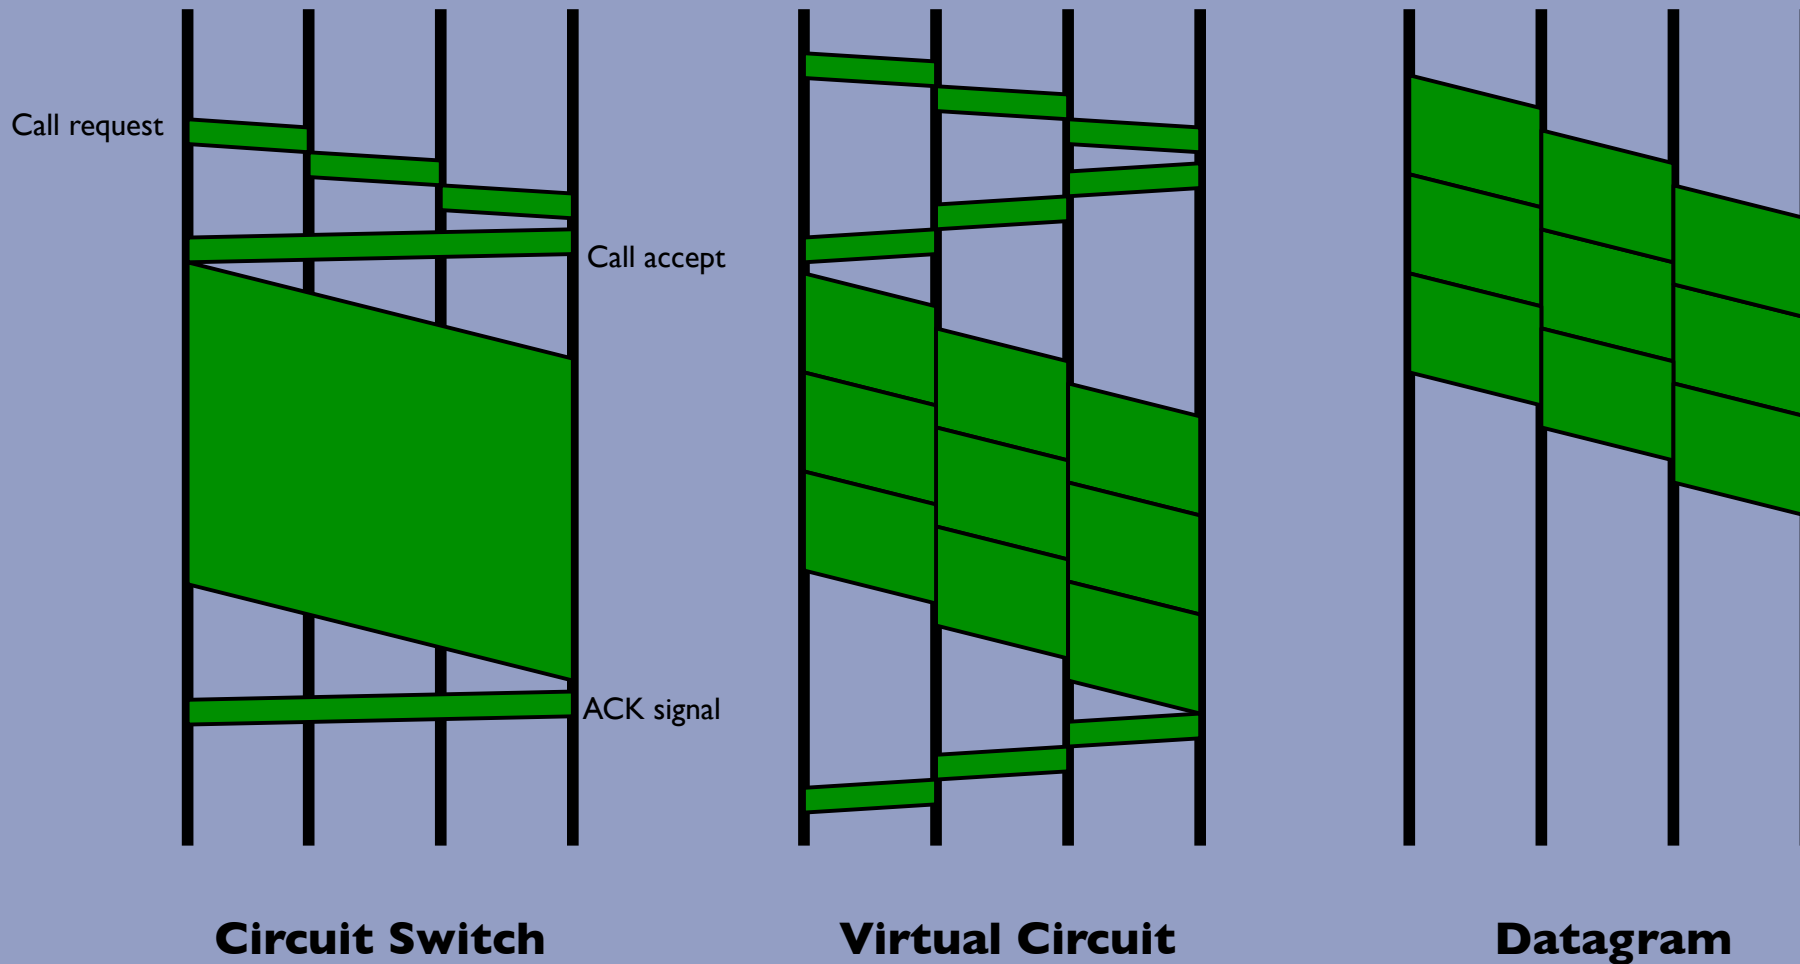 Call request
Call accept
ACK signal
Circuit Switch
Virtual Circuit
Datagram